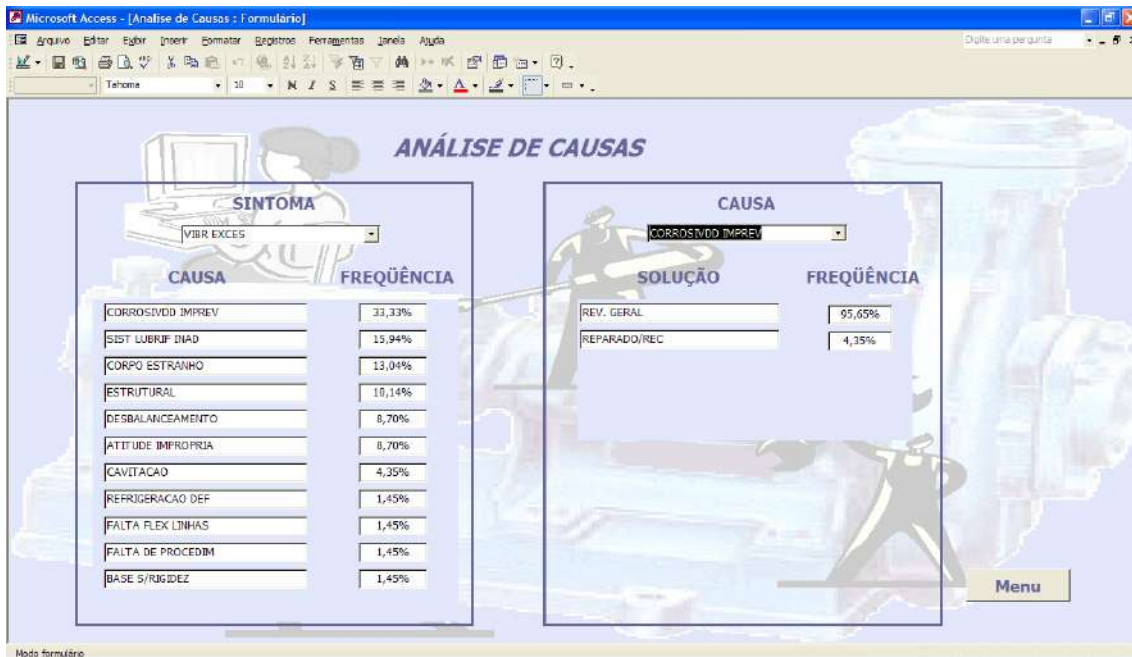 Microsoft Access - [Analise de Causas : Formulário]
Arquivo Editar Exibir Inserir Formatar Registros Ferramentas Janela Ajuda
Digite uma pergunta
Tahoma 10 N I S
ANÁLISE DE CAUSAS
SINTOMA
VIBR EXCES
CAUSA FREQÜÊNCIA
CORROSIVDD IMPREV 33,33%
SIST LUBRIF INAD 15,94%
CORPO ESTRANHO 13,04%
ESTRUTURAL 10,14%
DESBALANCEAMENTO 8,70%
ATITUDE IMPROPRIA 8,70%
CAVITACAO 4,35%
REFRIGERACAO DEF 1,45%
FALTA FLEX LINHAS 1,45%
FALTA DE PROCEDIM 1,45%
BASE S/RIGIDEZ 1,45%
CAUSA
CORROSIVDD IMPREV
SOLUÇÃO FREQÜÊNCIA
REV. GERAL 95,65%
REPARADO/REC 4,35%
Menu
Modo formulário